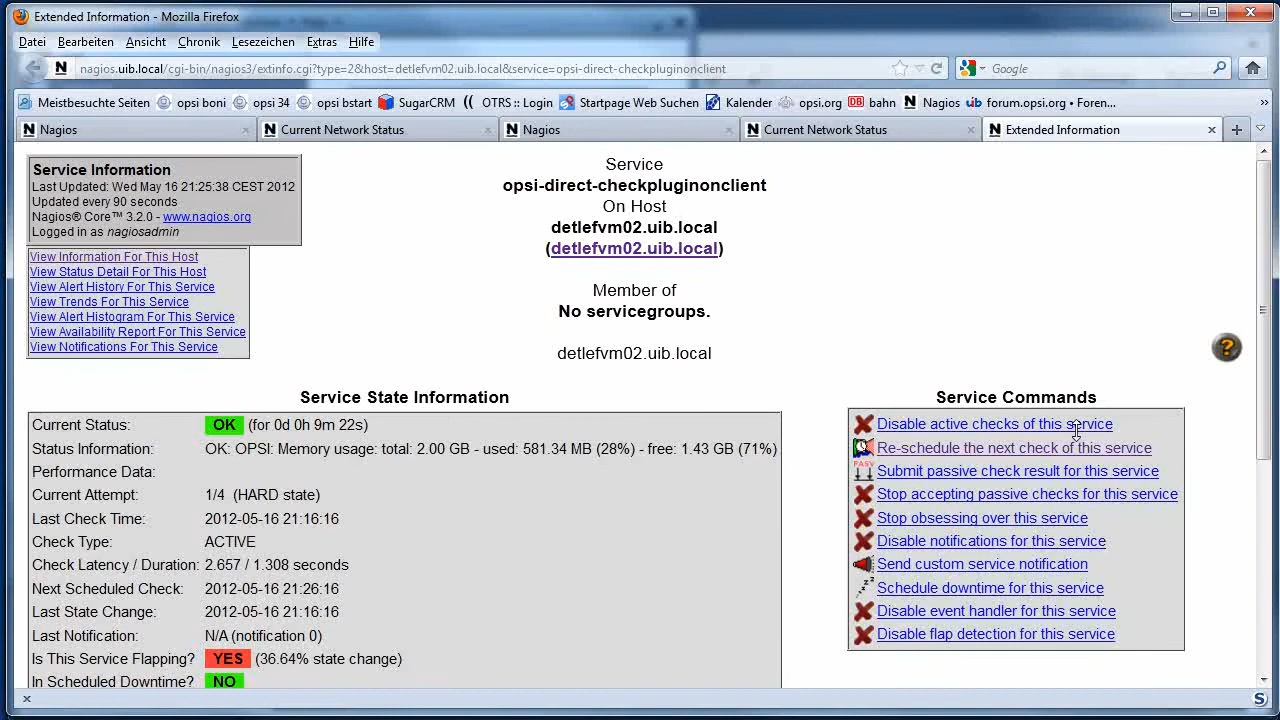 Extended Information - Mozilla Firefox
Datei Bearbeiten Ansicht Chronik Lesezeichen Extras Hilfe
N nagios.uib.local/cgi-bin/nagios3/extinfo.cgi?type=2&host=detlefvm02.uib.local&service=opsi-direct-checkpluginonclient
Google
Meistbesuchte Seiten opsi boni opsi 34 opsi bstart SugarCRM OTRS :: Login Startpage Web Suchen Kalender opsi.org DB bahn N Nagios uib forum.opsi.org • Foren... »
N Nagios N Current Network Status N Nagios N Current Network Status N Extended Information
Service Information
Last Updated: Wed May 16 21:25:38 CEST 2012
Updated every 90 seconds
Nagios® Core™ 3.2.0 - www.nagios.org
Logged in as nagiosadmin
View Information For This Host
View Status Detail For This Host
View Alert History For This Service
View Trends For This Service
View Alert Histogram For This Service
View Availability Report For This Service
View Notifications For This Service
Service
opsi-direct-checkpluginonclient
On Host
detlefvm02.uib.local
(detlefvm02.uib.local)
Member of
No servicegroups.
detlefvm02.uib.local
?
Service State Information
Current Status: OK (for 0d 0h 9m 22s)
Status Information: OK: OPSI: Memory usage: total: 2.00 GB - used: 581.34 MB (28%) - free: 1.43 GB (71%)
Performance Data:
Current Attempt: 1/4 (HARD state)
Last Check Time: 2012-05-16 21:16:16
Check Type: ACTIVE
Check Latency / Duration: 2.657 / 1.308 seconds
Next Scheduled Check: 2012-05-16 21:26:16
Last State Change: 2012-05-16 21:16:16
Last Notification: N/A (notification 0)
Is This Service Flapping? YES (36.64% state change)
In Scheduled Downtime? NO
Service Commands
Disable active checks of this service
Re-schedule the next check of this service
PASV Submit passive check result for this service
Stop accepting passive checks for this service
Stop obsessing over this service
Disable notifications for this service
Send custom service notification
Schedule downtime for this service
Disable event handler for this service
Disable flap detection for this service
S